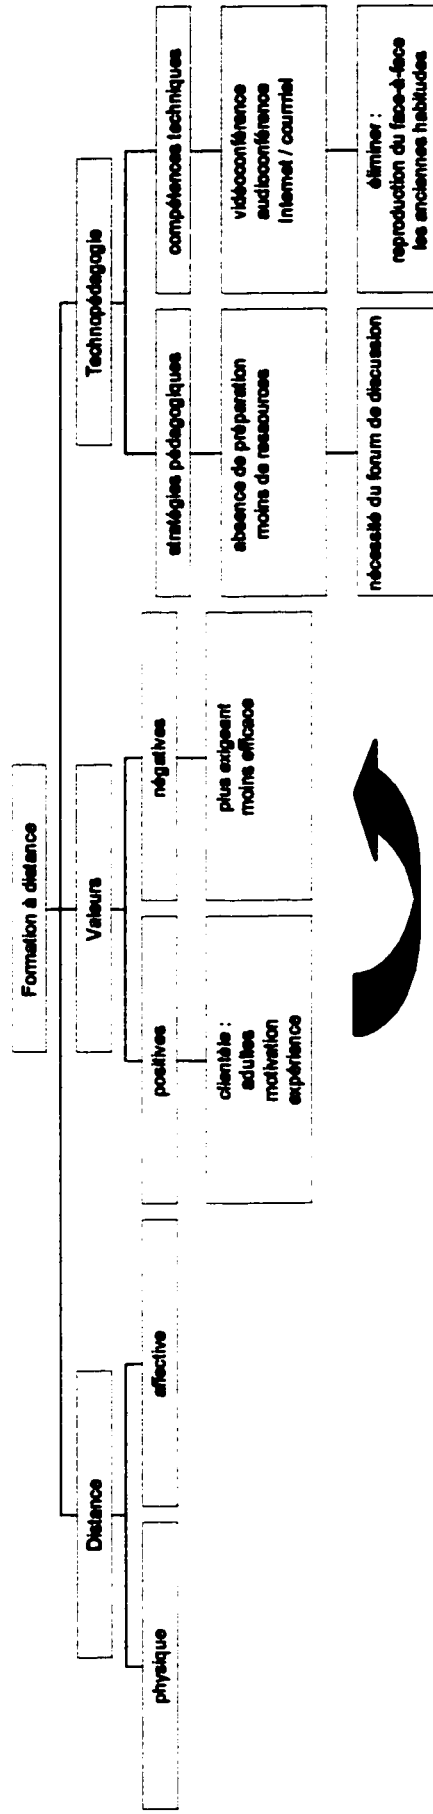 Formation à distance
Distance
Valeurs
Technopédagogie
physique
affective
positives
négatives
stratégies pédagogiques
compétences techniques
clientèle :
adultes
motivation
expérience
plus exigeant
moins efficace
absence de préparation
moins de ressources
vidéoconférence
audioconférence
Internet / courriel
nécessité du forum de discussion
éliminer :
reproduction du face-à-face
les anciennes habitudes